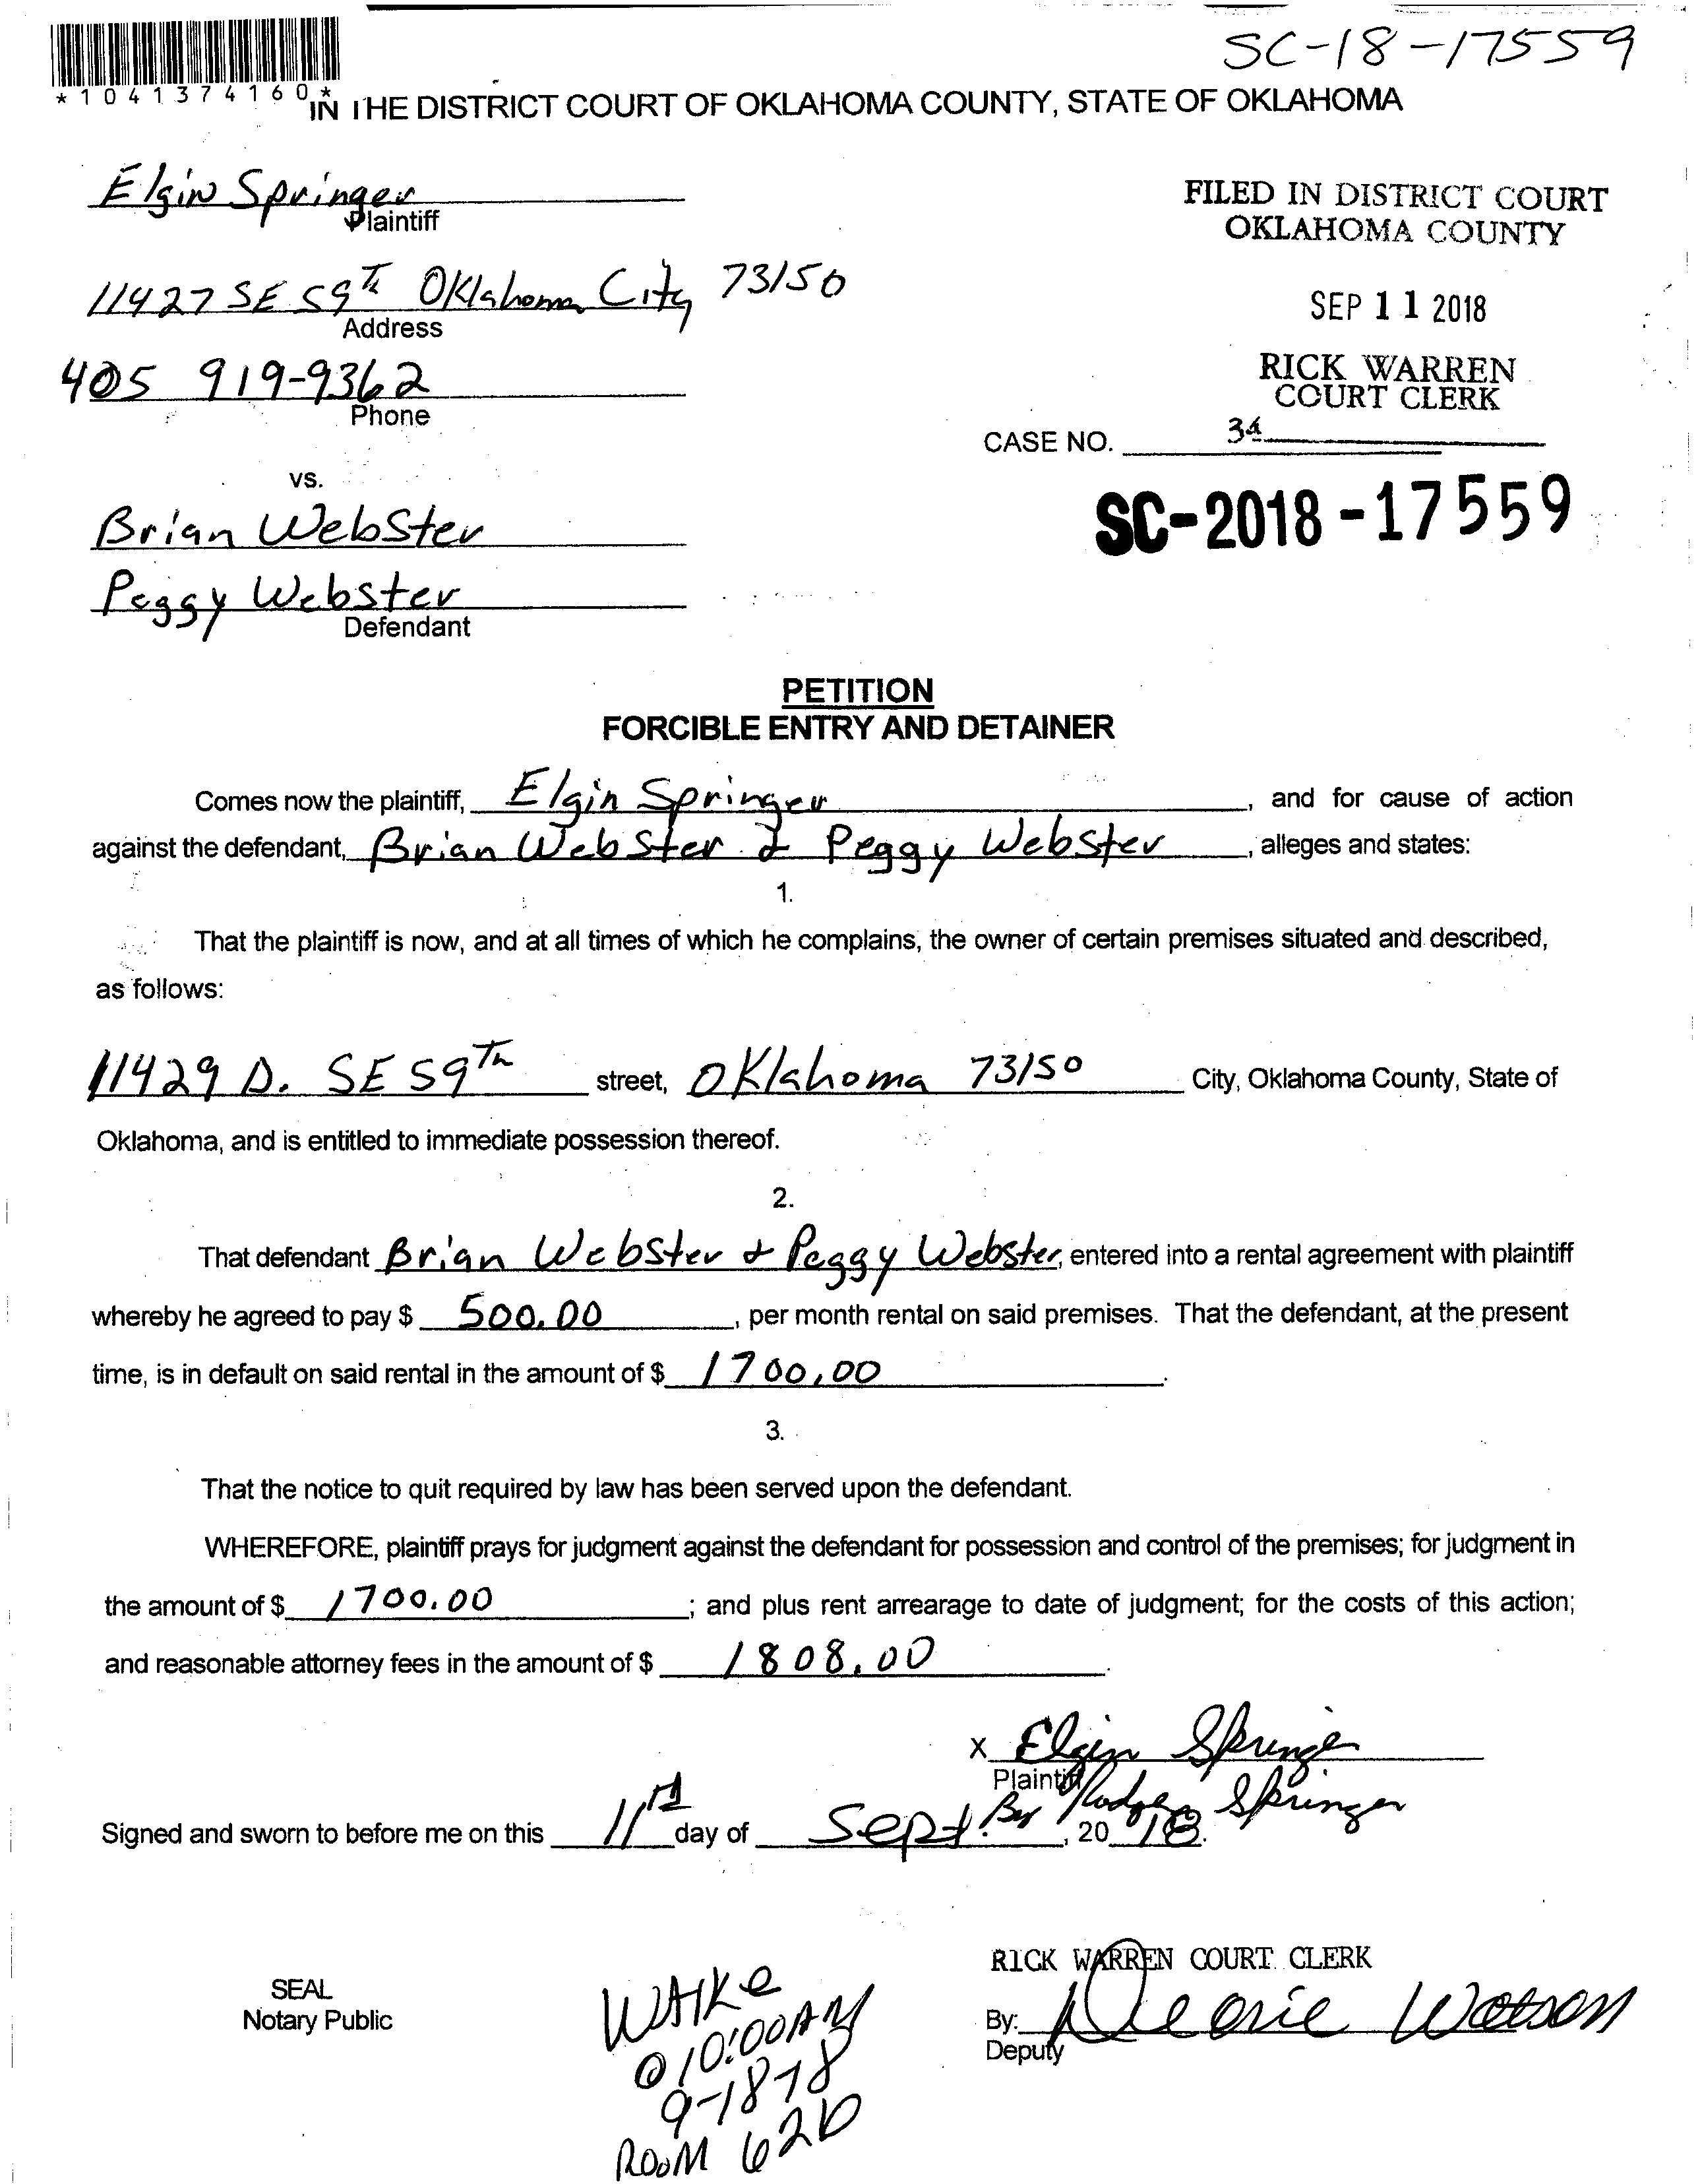 SC-18-17559
*1041374160*
IN THE DISTRICT COURT OF OKLAHOMA COUNTY, STATE OF OKLAHOMA
Elgin Springer
Plaintiff
11427 SE 59th Oklahoma City 73150
Address
405 919-9362
Phone
FILED IN DISTRICT COURT
OKLAHOMA COUNTY
SEP 11 2018
RICK WARREN
COURT CLERK
34
CASE NO.
SC-2018-17559
vs.
Brian Webster
Peggy Webster
Defendant
PETITION
FORCIBLE ENTRY AND DETAINER
Comes now the plaintiff, Elgin Springer, and for cause of action
against the defendant, Brian Webster & Peggy Webster, alleges and states:
1.
That the plaintiff is now, and at all times of which he complains, the owner of certain premises situated and described,
as follows:
11429 D. SE 59Th street, Oklahoma 73150 City, Oklahoma County, State of
Oklahoma, and is entitled to immediate possession thereof.
2.
That defendant Brian Webster & Peggy Webster, entered into a rental agreement with plaintiff
whereby he agreed to pay $ 500.00, per month rental on said premises. That the defendant, at the present
time, is in default on said rental in the amount of $ 1700.00.
3.
That the notice to quit required by law has been served upon the defendant.
WHEREFORE, plaintiff prays for judgment against the defendant for possession and control of the premises; for judgment in
the amount of $ 1700.00; and plus rent arrearage to date of judgment; for the costs of this action;
and reasonable attorney fees in the amount of $ 1808.00.
X Elgin Springer
Plaintiff By Rodger Springer
Signed and sworn to before me on this 11th day of Sept., 2018.
SEAL
Notary Public
WAIKe
@ 10:00AM
9-18-18
ROOM
RICK WARREN COURT CLERK
By: Watson
Deputy